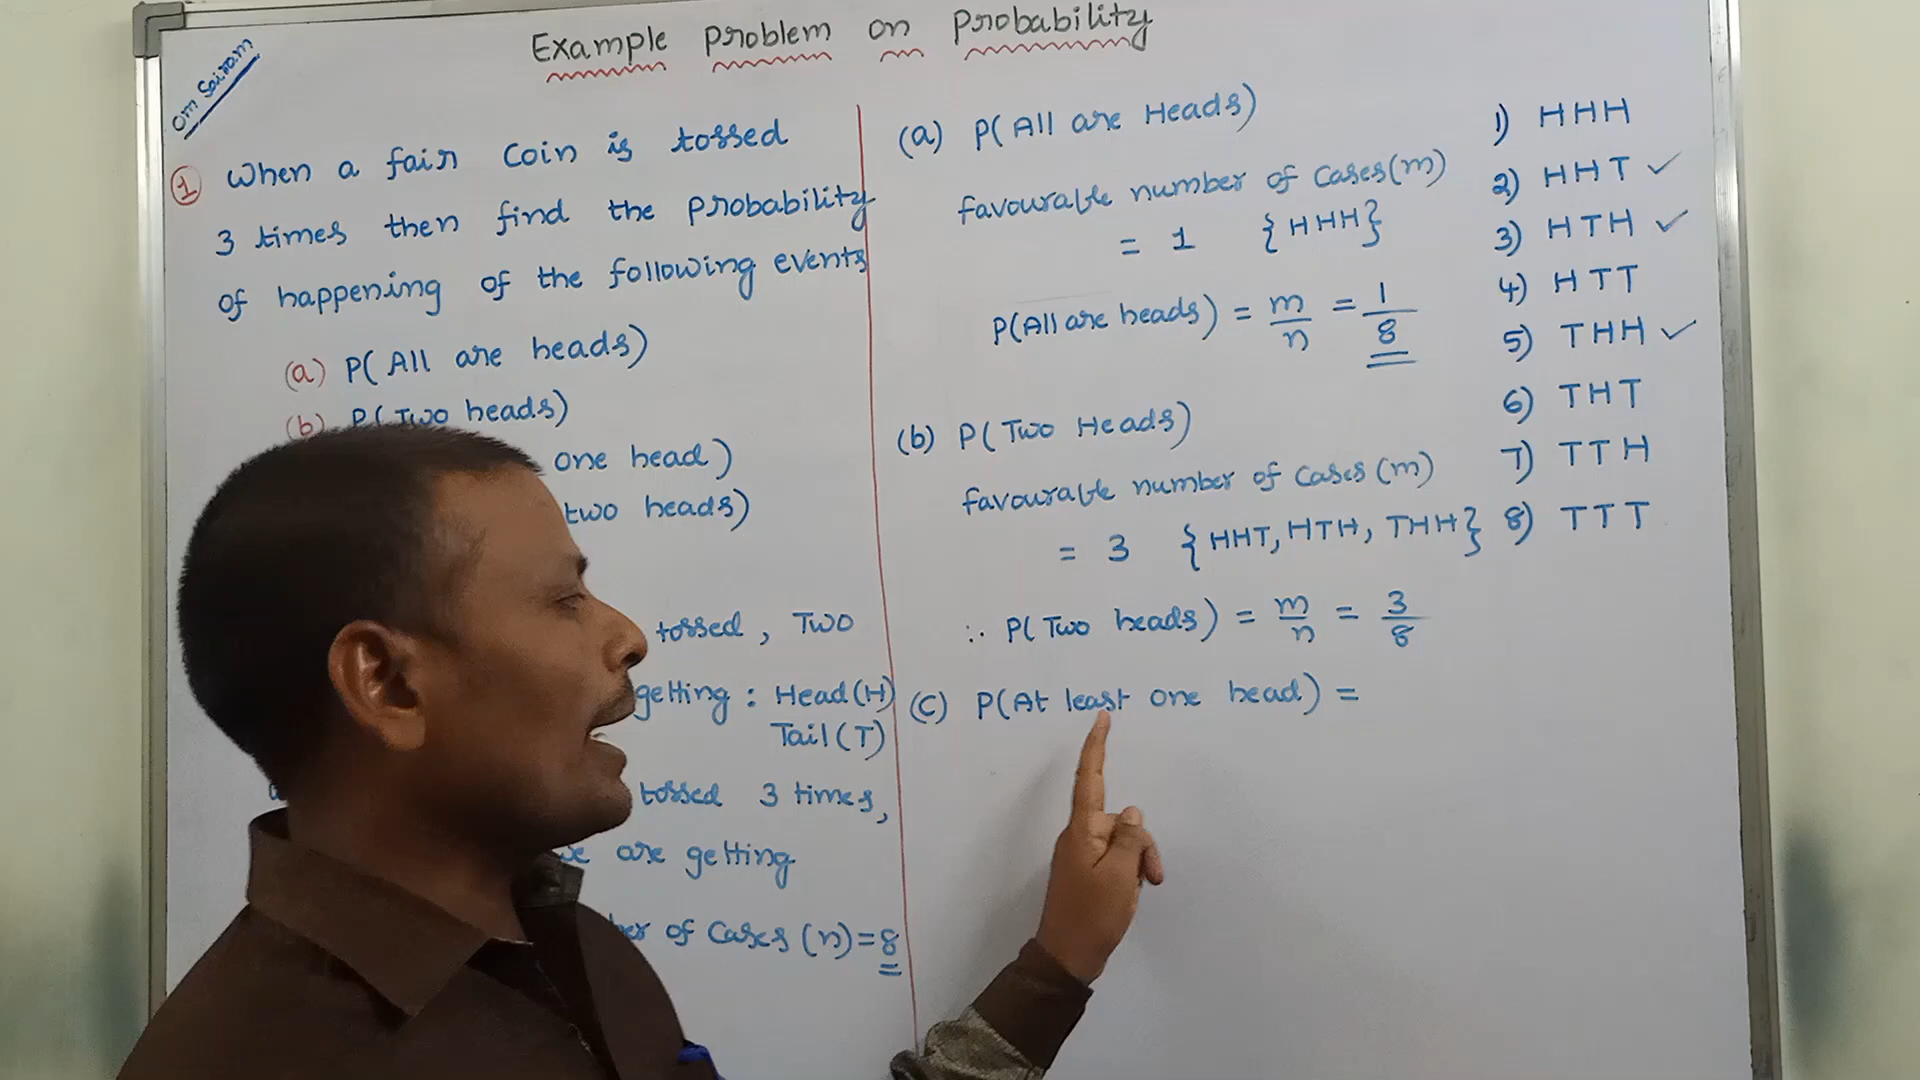 Example Problem on Probability
Om Sairam
1 When a fair coin is tossed
3 times then find the probability
of happening of the following events
(a) P(All are heads)
(b) P(Two heads)
one head)
two heads)
tossed, Two
getting : Head(H)
Tail(T)
tossed 3 times,
we are getting
of Cases (n)=8
(a) P(All are Heads)
favourable number of cases(m)
= 1 {HHH}
P(All are heads) = m/n = 1/8
(b) P(Two Heads)
favourable number of cases (m)
= 3 {HHT, HTH, THH}
∴ P(Two heads) = m/n = 3/8
(C) P(At least one head) =
1) HHH
2) HHT ✓
3) HTH ✓
4) HTT
5) THH ✓
6) THT
7) TTH
8) TTT